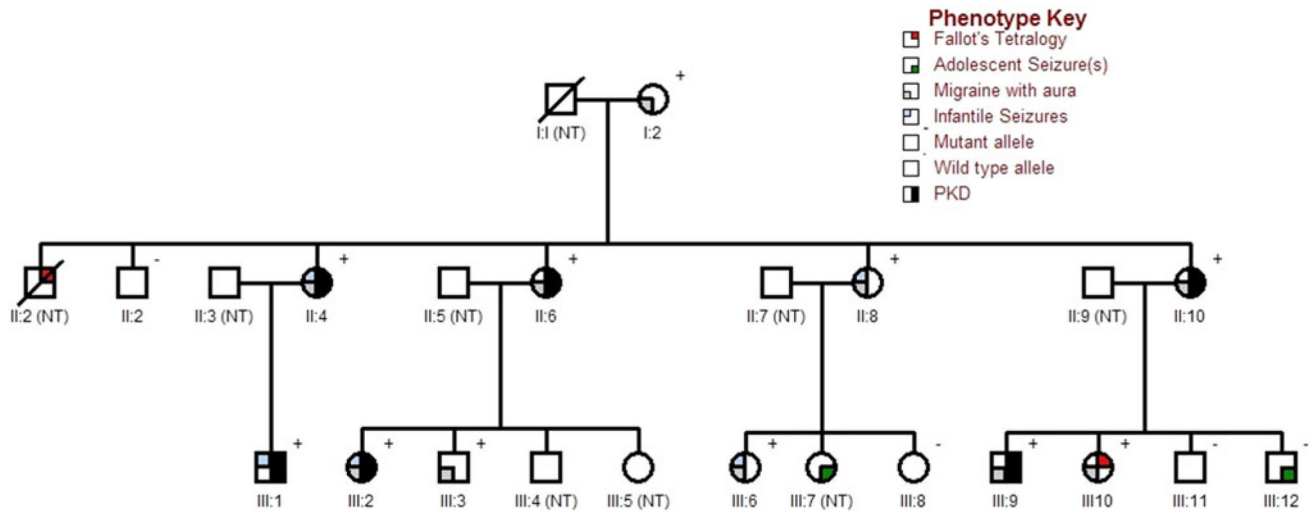 Phenotype Key
Fallot's Tetralogy
Adolescent Seizure(s)
Migraine with aura
Infantile Seizures
Mutant allele
Wild type allele
PKD
+
I:I (NT) I:2
- + + + +
II:2 (NT) II:2 II:3 (NT) II:4 II:5 (NT) II:6 II:7 (NT) II:8 II:9 (NT) II:10
+ + + + - + + - -
III:1 III:2 III:3 III:4 (NT) III:5 (NT) III:6 III:7 (NT) III:8 III:9 III10 III:11 III:12